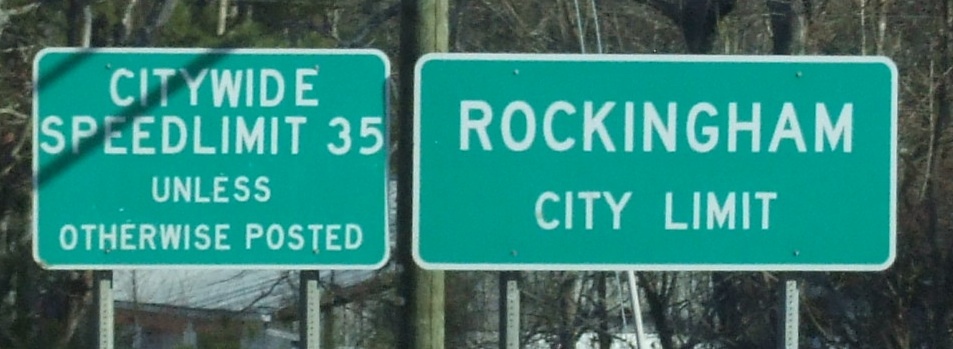 CITYWIDE
SPEEDLIMIT 35
UNLESS
OTHERWISE POSTED
ROCKINGHAM
CITY LIMIT